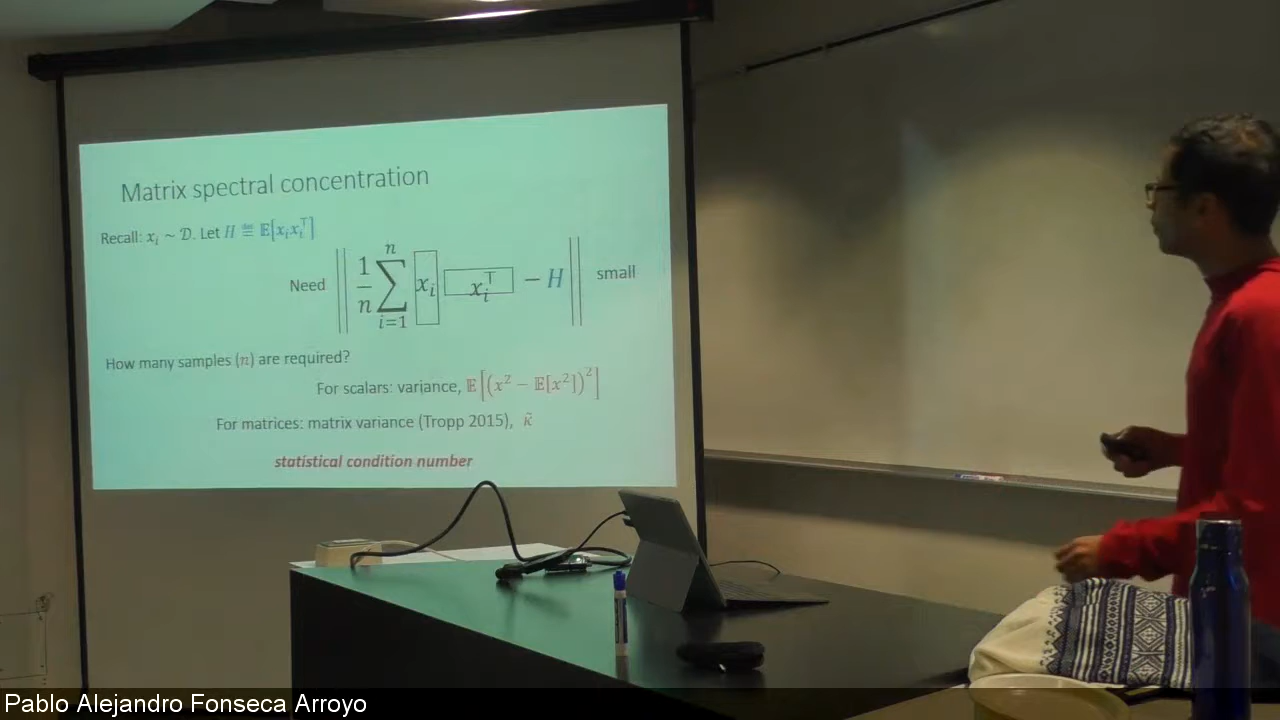 Matrix spectral concentration
Recall: xᵢ ~ 𝒟. Let H ≝ 𝔼[xᵢxᵢᵀ]
Need ‖ 1/n ∑ᵢ₌₁ⁿ xᵢ xᵢᵀ − H ‖ small
How many samples (n) are required?
For scalars: variance, 𝔼[(x² − 𝔼[x²])²]
For matrices: matrix variance (Tropp 2015), κ̃
statistical condition number
Pablo Alejandro Fonseca Arroyo